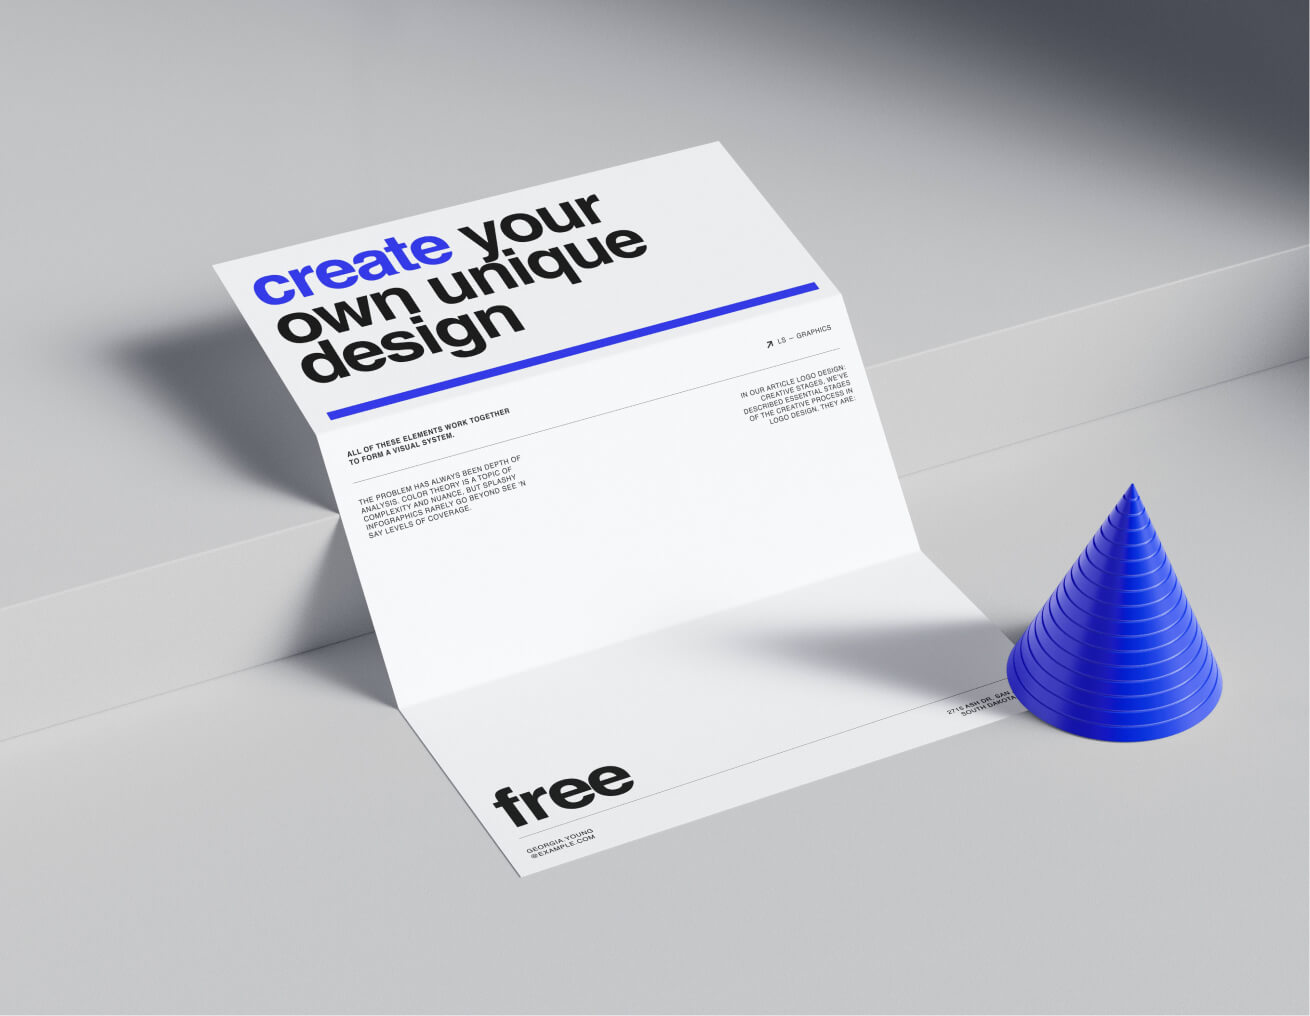 create your
own unique
design
↗ LS — GRAPHICS
ALL OF THESE ELEMENTS WORK TOGETHER
TO FORM A VISUAL SYSTEM.
IN OUR ARTICLE LOGO DESIGN:
CREATIVE STAGES, WE'VE
DESCRIBED ESSENTIAL STAGES
OF THE CREATIVE PROCESS IN
LOGO DESIGN. THEY ARE:
THE PROBLEM HAS ALWAYS BEEN DEPTH OF
ANALYSIS. COLOR THEORY IS A TOPIC OF
COMPLEXITY AND NUANCE, BUT SPLASHY
INFOGRAPHICS RARELY GO BEYOND SEE 'N
SAY LEVELS OF COVERAGE.
free
GEORGIA.YOUNG
@EXAMPLE.COM
2715 ASH DR. SAN
SOUTH DAKOTA